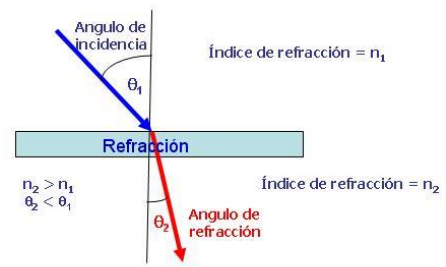 Angulo de
incidencia
Índice de refracción = n₁
θ₁
Refracción
n₂ > n₁
θ₂ < θ₁
Índice de refracción = n₂
θ₂
Angulo de
refracción